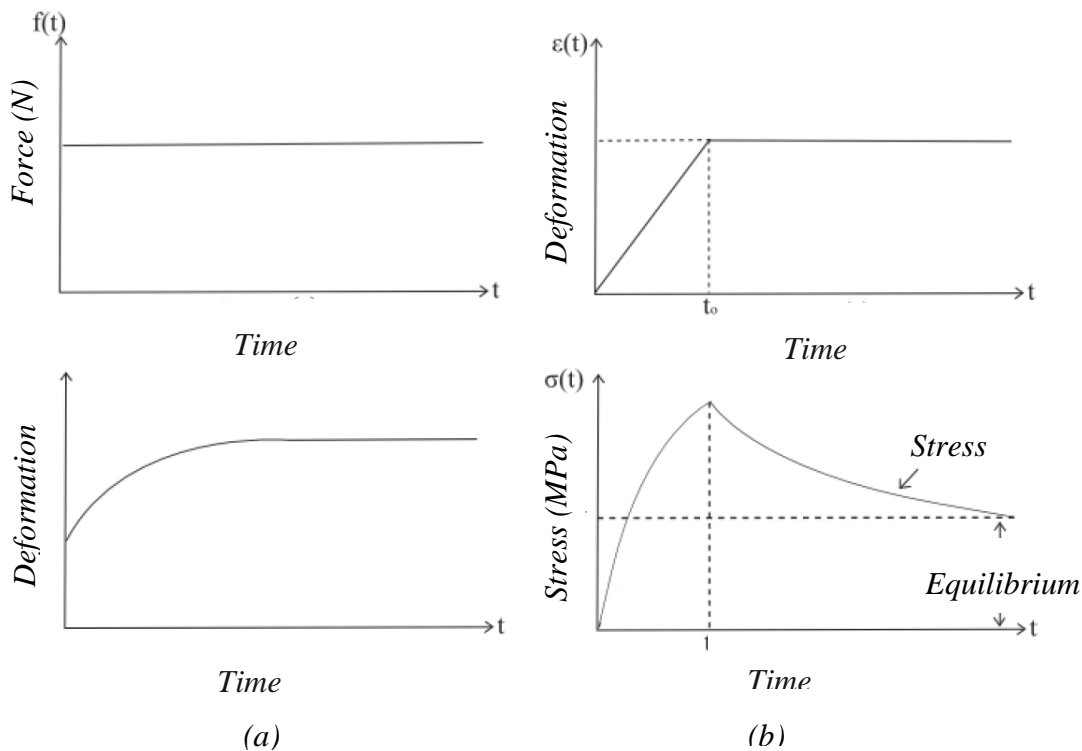 f(t)
Force (N)
t
Time
ε(t)
Deformation
t₀
t
Time
Deformation
t
Time
(a)
σ(t)
Stress (MPa)
Stress
Equilibrium
t
Time
(b)